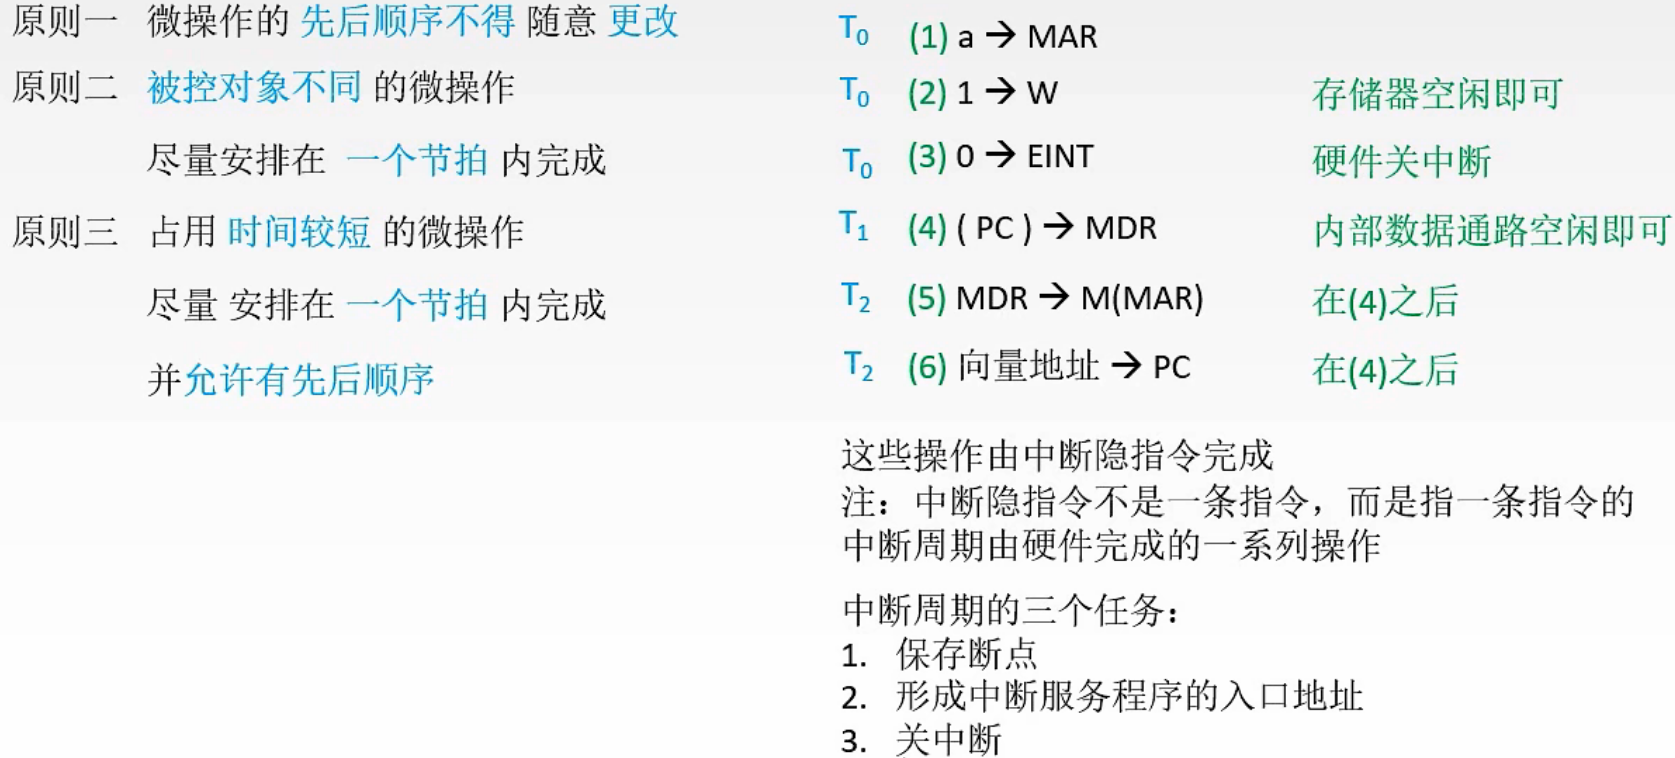 原则一 微操作的 先后顺序不得 随意 更改
原则二 被控对象不同 的微操作
尽量安排在 一个节拍 内完成
原则三 占用 时间较短 的微操作
尽量 安排在 一个节拍 内完成
并允许有先后顺序
T₀ (1) a → MAR
T₀ (2) 1 → W 存储器空闲即可
T₀ (3) 0 → EINT 硬件关中断
T₁ (4) ( PC ) → MDR 内部数据通路空闲即可
T₂ (5) MDR → M(MAR) 在(4)之后
T₂ (6) 向量地址 → PC 在(4)之后
这些操作由中断隐指令完成
注：中断隐指令不是一条指令，而是指一条指令的
中断周期由硬件完成的一系列操作
中断周期的三个任务：
1. 保存断点
2. 形成中断服务程序的入口地址
3. 关中断